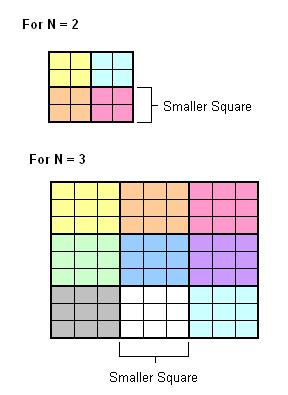 For N = 2
Smaller Square
For N = 3
Smaller Square